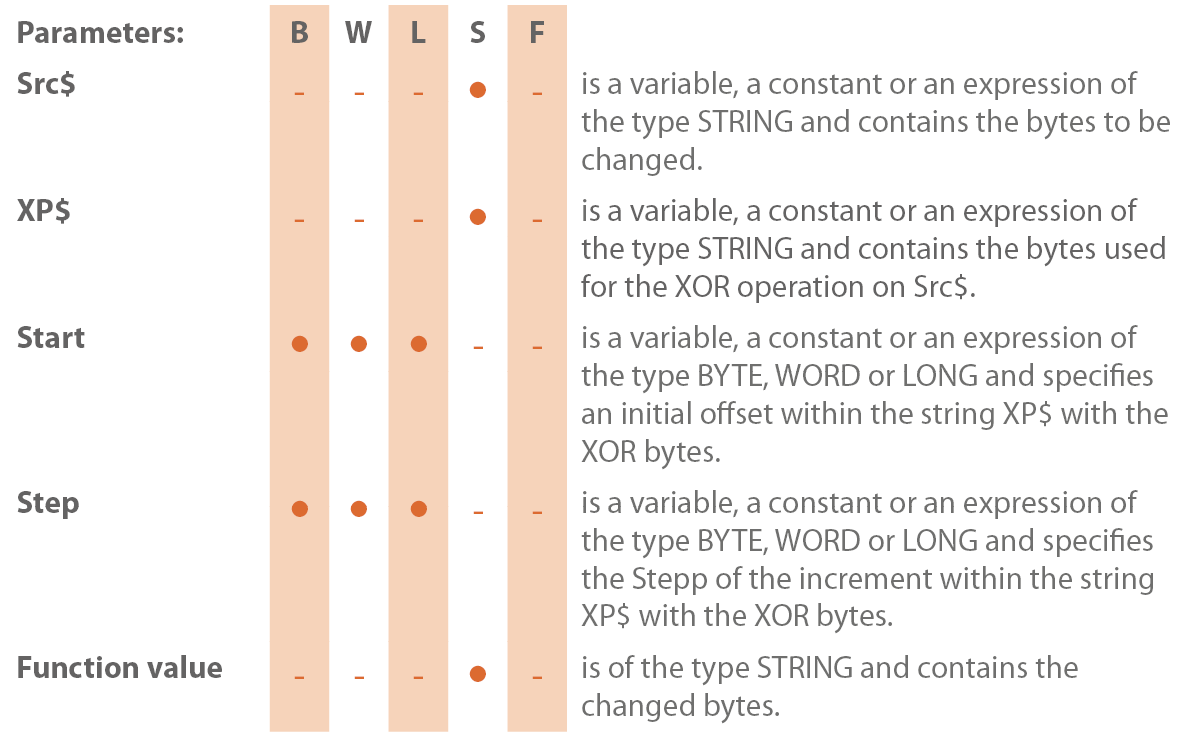 Parameters: B W L S F
Src$ - - - ● - is a variable, a constant or an expression of
the type STRING and contains the bytes to be
changed.
XP$ - - - ● - is a variable, a constant or an expression of
the type STRING and contains the bytes used
for the XOR operation on Src$.
Start ● ● ● - - is a variable, a constant or an expression of
the type BYTE, WORD or LONG and specifies
an initial offset within the string XP$ with the
XOR bytes.
Step ● ● ● - - is a variable, a constant or an expression of
the type BYTE, WORD or LONG and specifies
the Stepp of the increment within the string
XP$ with the XOR bytes.
Function value - - - ● - is of the type STRING and contains the
changed bytes.